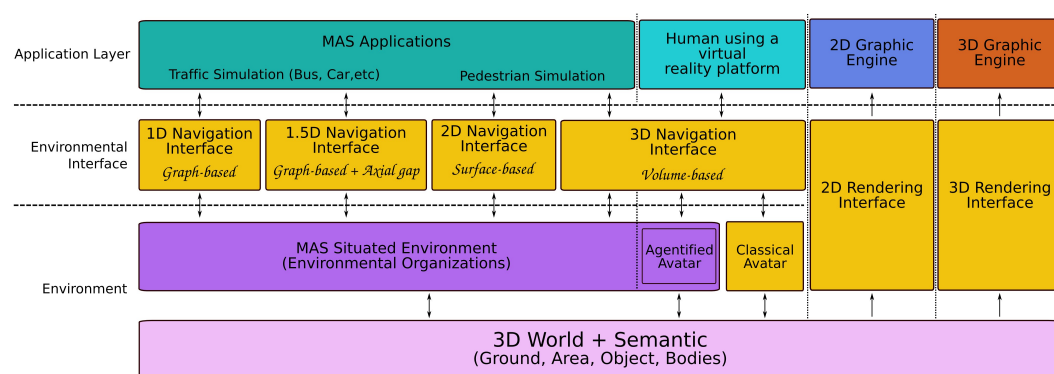 Application Layer
MAS Applications
Traffic Simulation (Bus, Car,etc)
Pedestrian Simulation
Human using a
virtual
reality platform
2D Graphic
Engine
3D Graphic
Engine
Environmental
Interface
1D Navigation
Interface
Graph-based
1.5D Navigation
Interface
Graph-based + Axial gap
2D Navigation
Interface
Surface-based
3D Navigation
Interface
Volume-based
2D Rendering
Interface
3D Rendering
Interface
Environment
MAS Situated Environment
(Environmental Organizations)
Agentified
Avatar
Classical
Avatar
3D World + Semantic
(Ground, Area, Object, Bodies)